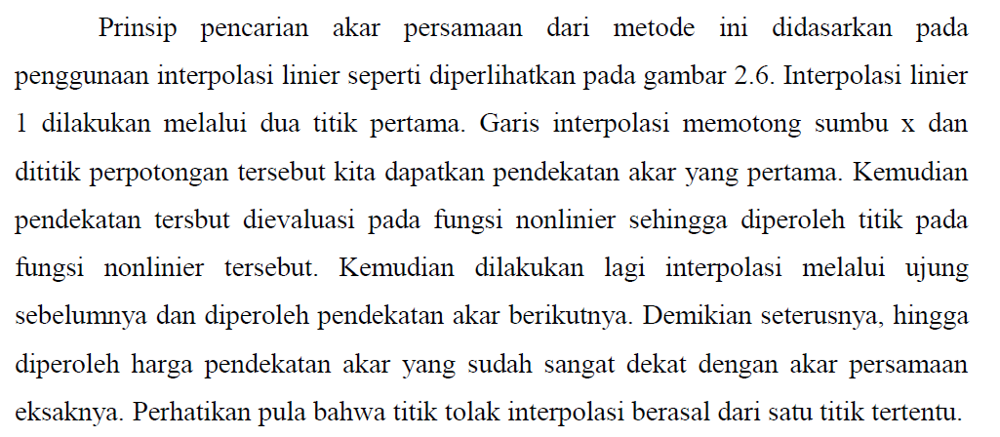 Prinsip pencarian akar persamaan dari metode ini didasarkan pada
penggunaan interpolasi linier seperti diperlihatkan pada gambar 2.6. Interpolasi linier
1 dilakukan melalui dua titik pertama. Garis interpolasi memotong sumbu x dan
dititik perpotongan tersebut kita dapatkan pendekatan akar yang pertama. Kemudian
pendekatan tersbut dievaluasi pada fungsi nonlinier sehingga diperoleh titik pada
fungsi nonlinier tersebut. Kemudian dilakukan lagi interpolasi melalui ujung
sebelumnya dan diperoleh pendekatan akar berikutnya. Demikian seterusnya, hingga
diperoleh harga pendekatan akar yang sudah sangat dekat dengan akar persamaan
eksaknya. Perhatikan pula bahwa titik tolak interpolasi berasal dari satu titik tertentu.